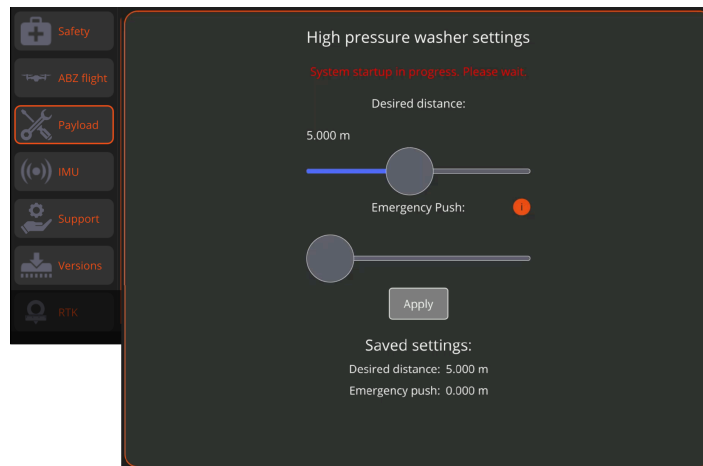 Safety
ABZ flight
Payload
IMU
Support
Versions
RTK
High pressure washer settings
System startup in progress. Please wait.
Desired distance:
5.000 m
Emergency Push:
i
Apply
Saved settings:
Desired distance: 5.000 m
Emergency push: 0.000 m